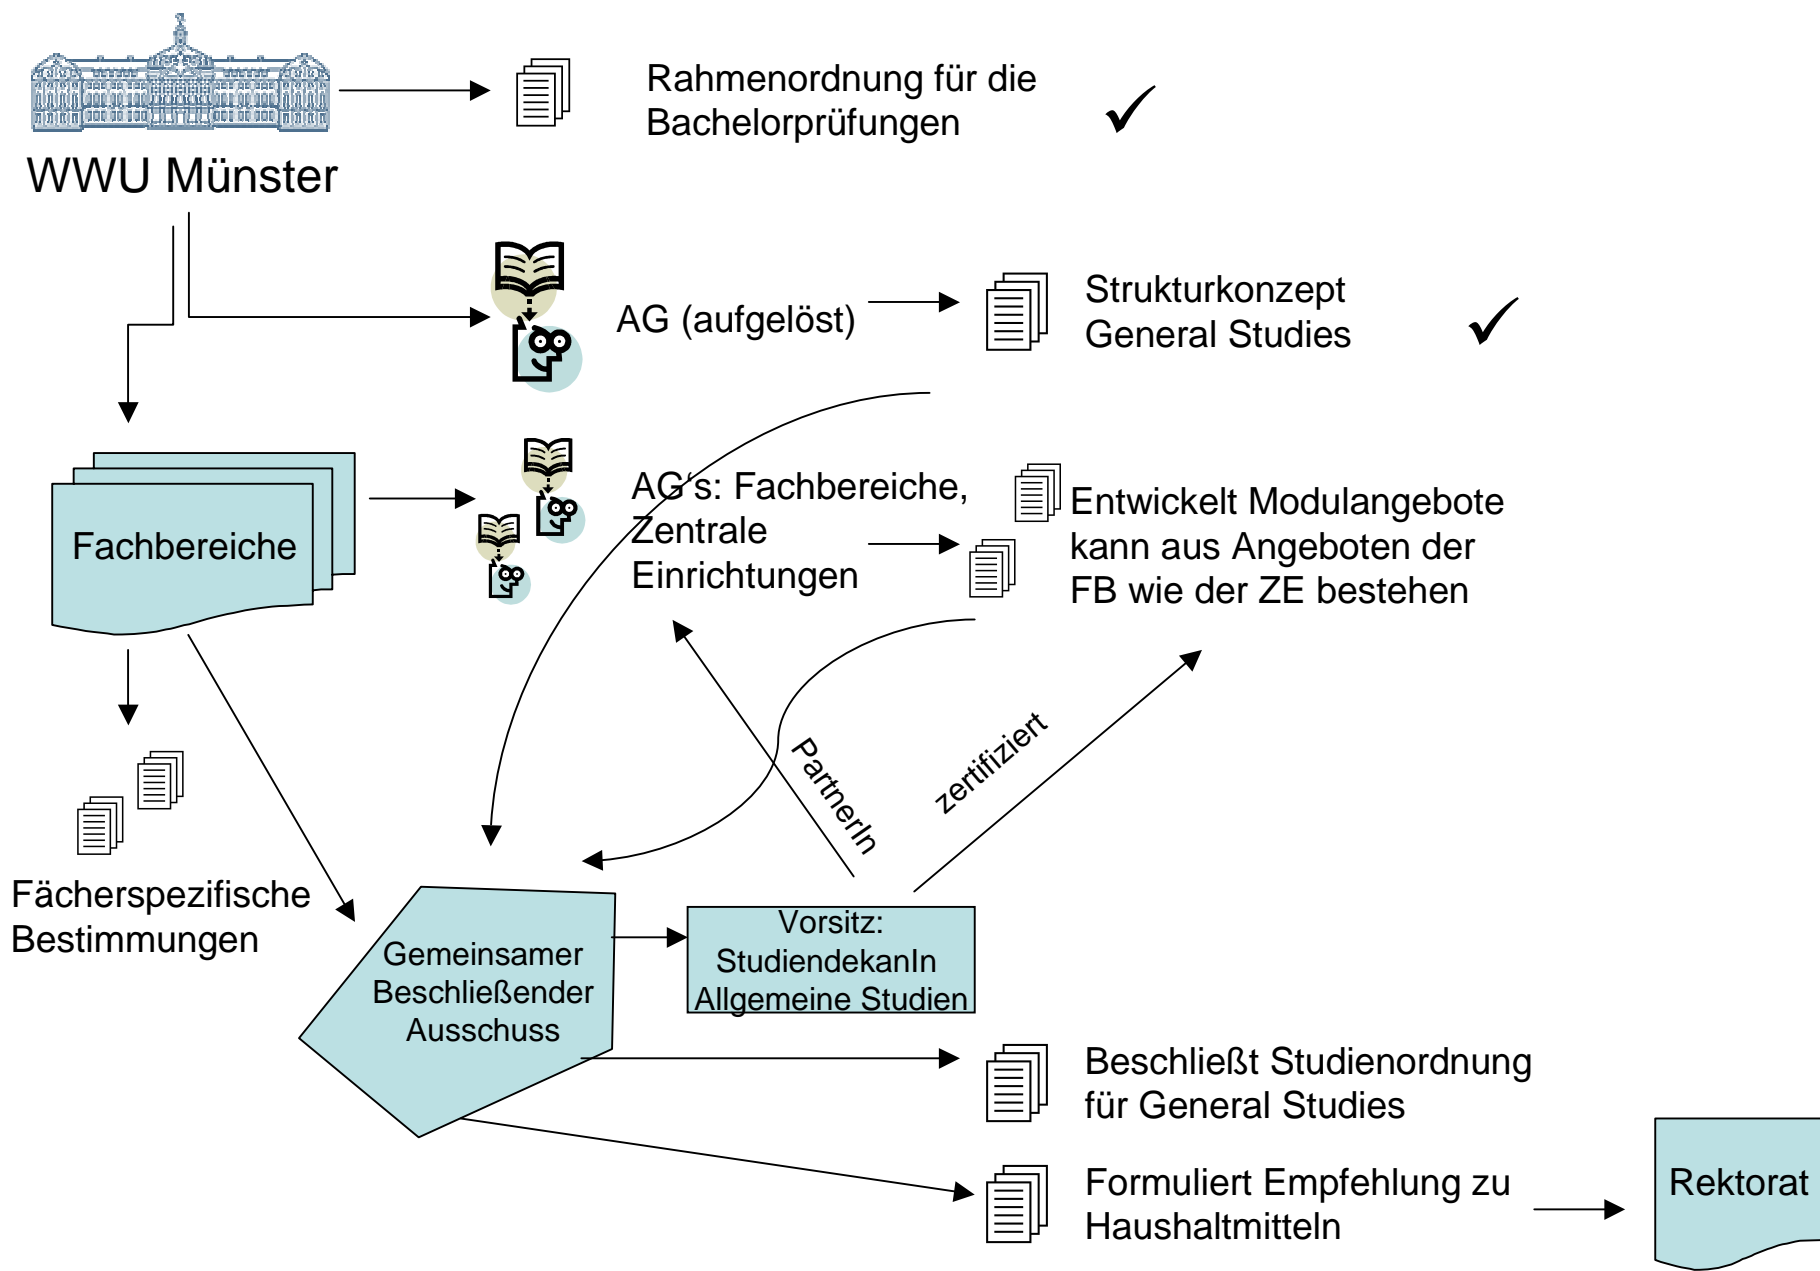 Rahmenordnung für die
Bachelorprüfungen
WWU Münster
AG (aufgelöst)
Strukturkonzept
General Studies
Fachbereiche
AG‘s: Fachbereiche,
Zentrale
Einrichtungen
Entwickelt Modulangebote
kann aus Angeboten der
FB wie der ZE bestehen
PartnerIn
zertifiziert
Fächerspezifische
Bestimmungen
Gemeinsamer
Beschließender
Ausschuss
Vorsitz:
StudiendekanIn
Allgemeine Studien
Beschließt Studienordnung
für General Studies
Formuliert Empfehlung zu
Haushaltmitteln
Rektorat